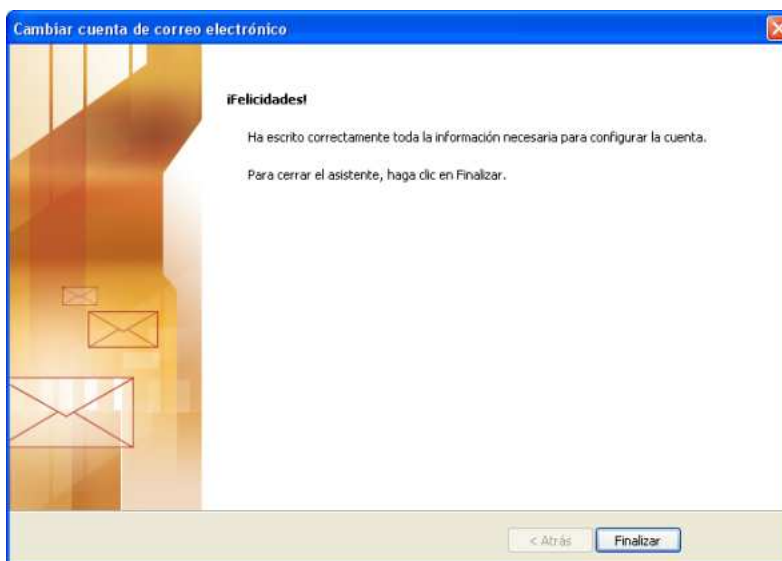 Cambiar cuenta de correo electrónico
¡Felicidades!
Ha escrito correctamente toda la información necesaria para configurar la cuenta.
Para cerrar el asistente, haga clic en Finalizar.
< Atrás
Finalizar